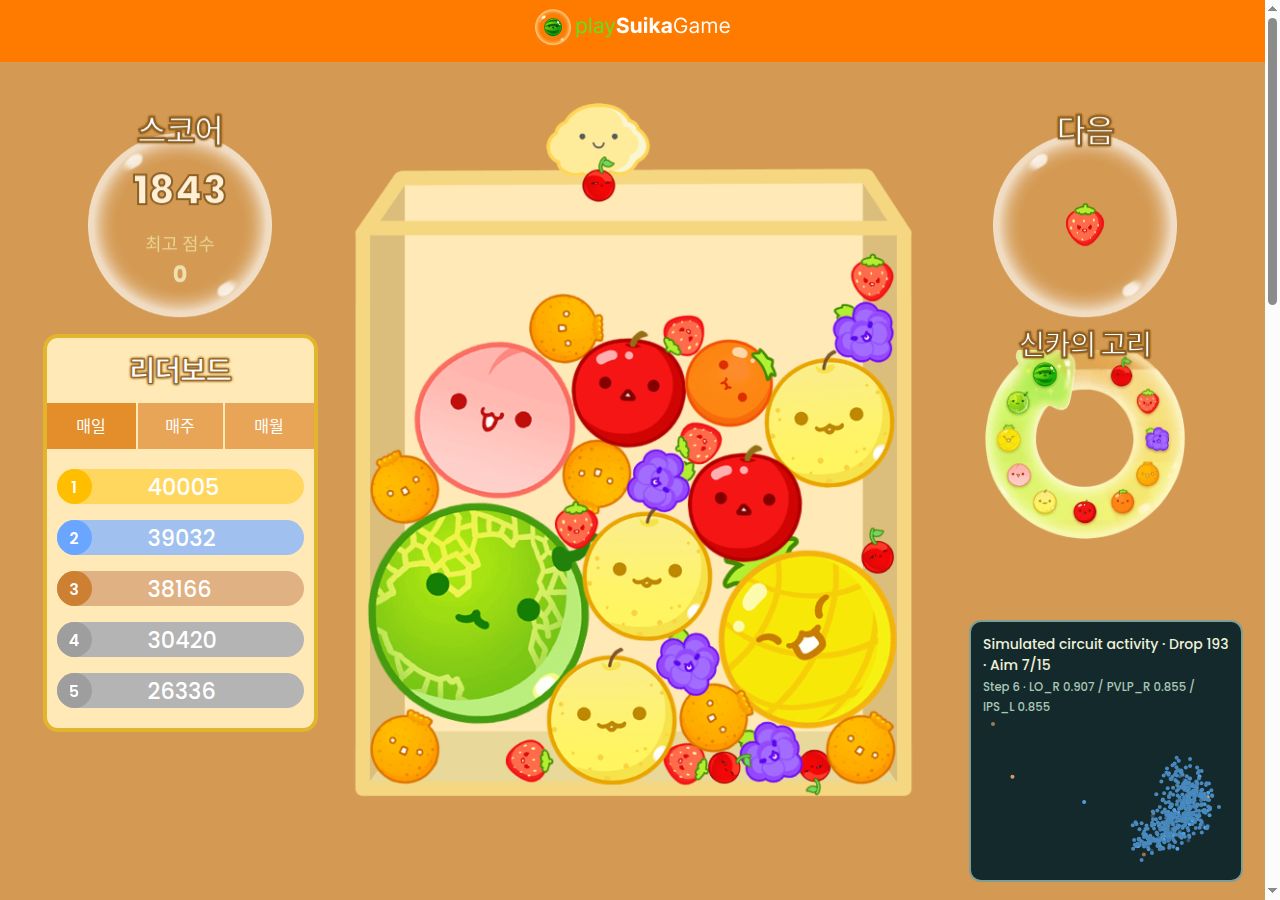 playSuikaGame
스코어
1843
최고 점수
0
리더보드
매일 매주 매월
1 40005
2 39032
3 38166
4 30420
5 26336
다음
신카의 고리
Simulated circuit activity · Drop 193
· Aim 7/15
Step 6 · LO_R 0.907 / PVLP_R 0.855 /
IPS_L 0.855